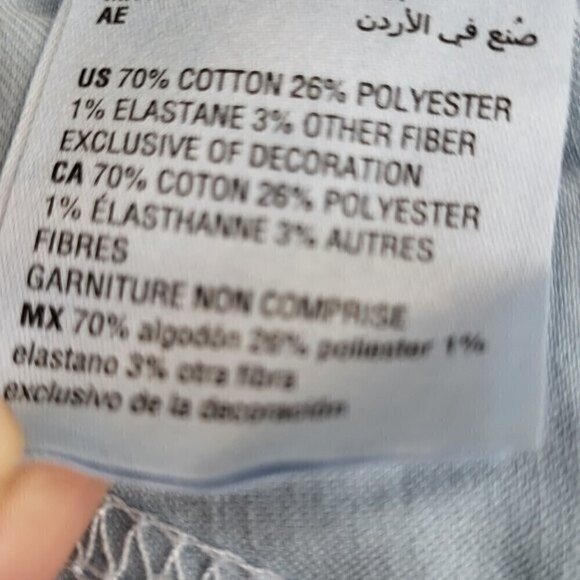 AE
صُنع في الأردن
US 70% COTTON 26% POLYESTER
1% ELASTANE 3% OTHER FIBER
EXCLUSIVE OF DECORATION
CA 70% COTON 26% POLYESTER
1% ÉLASTHANNE 3% AUTRES
FIBRES
GARNITURE NON COMPRISE
MX 70% algodón 26% poliester 1%
elastano 3% otra fibra
exclusivo de la decoración